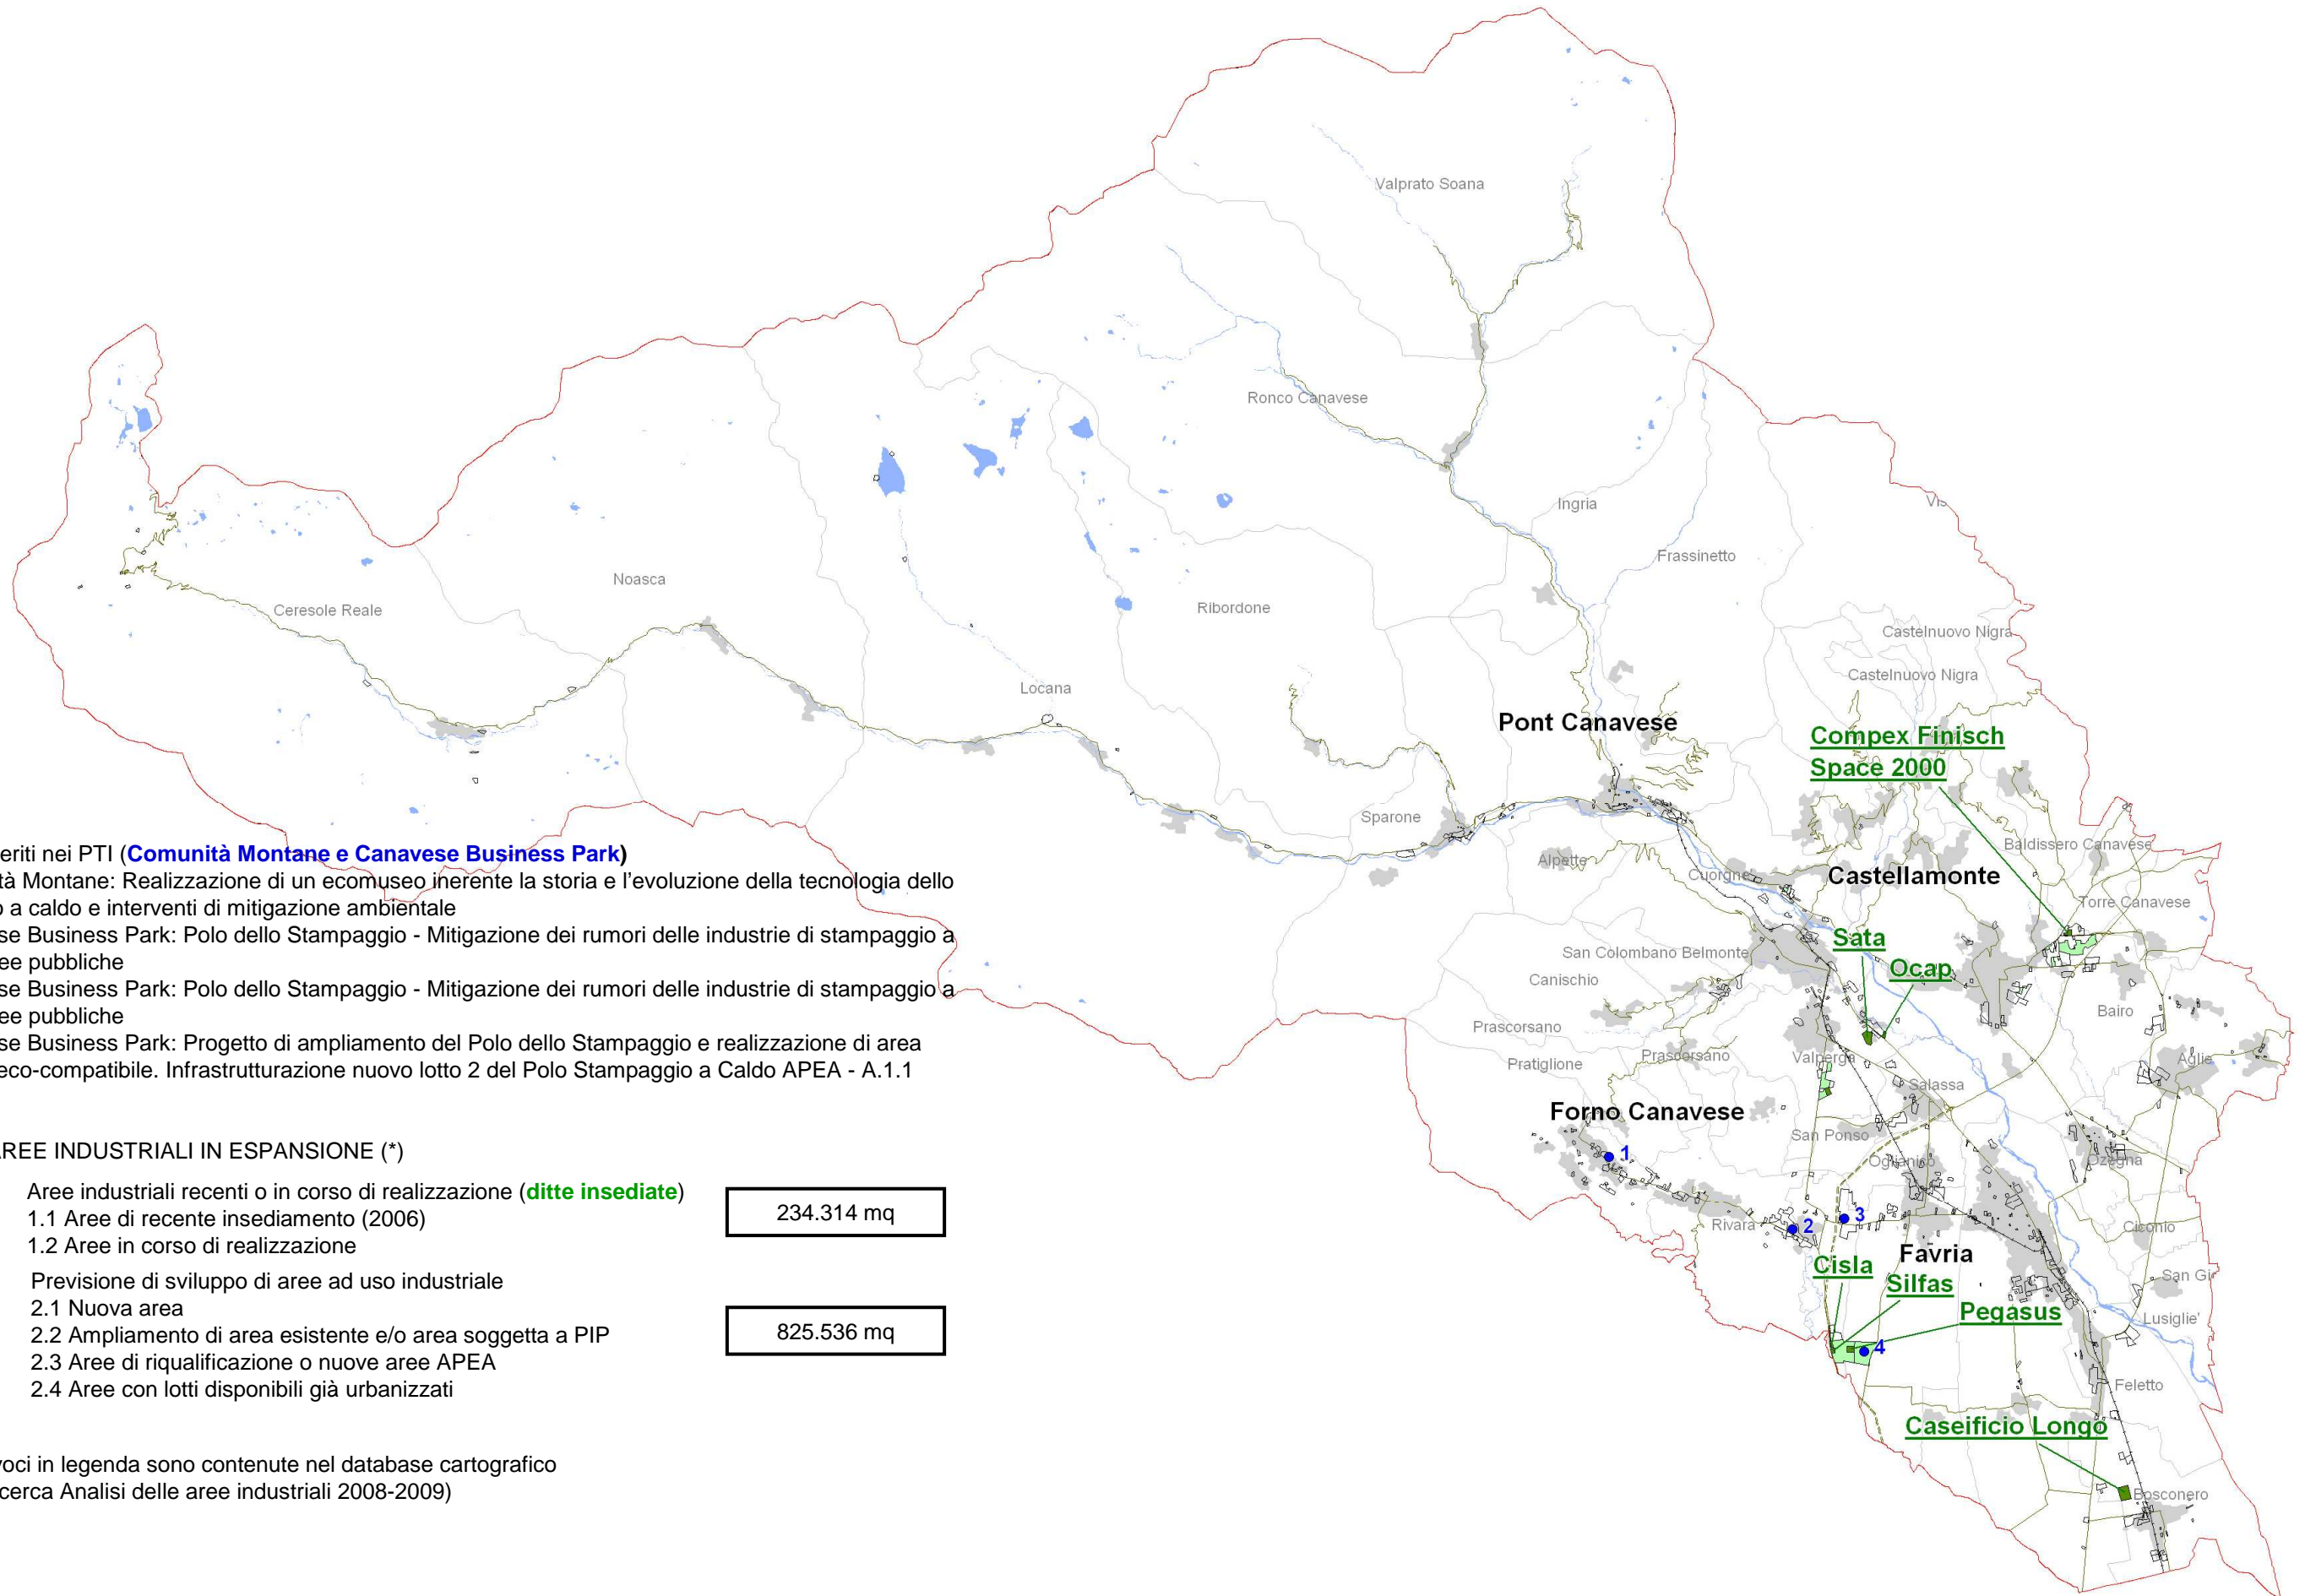 Valprato Soana
Ronco Canavese
Ingria
Vis
Frassinetto
Noasca
Ceresole Reale
Ribordone
Castelnuovo Nigra
Castelnuovo Nigra
Locana
Pont Canavese
Compex Finisch
Space 2000
Sparone
Alpette
Cuorgne'
Baldissero Canavese
Castellamonte
Torre Canavese
Sata
Ocap
San Colombano Belmonte
Canischio
Bairo
Prascorsano
Prascorsano
Pratiglione
Valperga
Aglie
Salassa
Forno Canavese
San Ponso
Oglianico
Ozegna
1
Rivara
2
3
Ciconio
Favria
Cisla
Silfas
San Gi
Pegasus
Lusiglie'
4
Feletto
Caseificio Longo
Bosconero
eriti nei PTI (Comunità Montane e Canavese Business Park)
tà Montane: Realizzazione di un ecomuseo inerente la storia e l'evoluzione della tecnologia dello
o a caldo e interventi di mitigazione ambientale
se Business Park: Polo dello Stampaggio - Mitigazione dei rumori delle industrie di stampaggio a
ee pubbliche
se Business Park: Polo dello Stampaggio - Mitigazione dei rumori delle industrie di stampaggio a
ee pubbliche
se Business Park: Progetto di ampliamento del Polo dello Stampaggio e realizzazione di area
eco-compatibile. Infrastrutturazione nuovo lotto 2 del Polo Stampaggio a Caldo APEA - A.1.1
AREE INDUSTRIALI IN ESPANSIONE (*)
Aree industriali recenti o in corso di realizzazione (ditte insediate)
1.1 Aree di recente insediamento (2006)
1.2 Aree in corso di realizzazione
234.314 mq
Previsione di sviluppo di aree ad uso industriale
2.1 Nuova area
2.2 Ampliamento di area esistente e/o area soggetta a PIP
2.3 Aree di riqualificazione o nuove aree APEA
2.4 Aree con lotti disponibili già urbanizzati
825.536 mq
voci in legenda sono contenute nel database cartografico
cerca Analisi delle aree industriali 2008-2009)